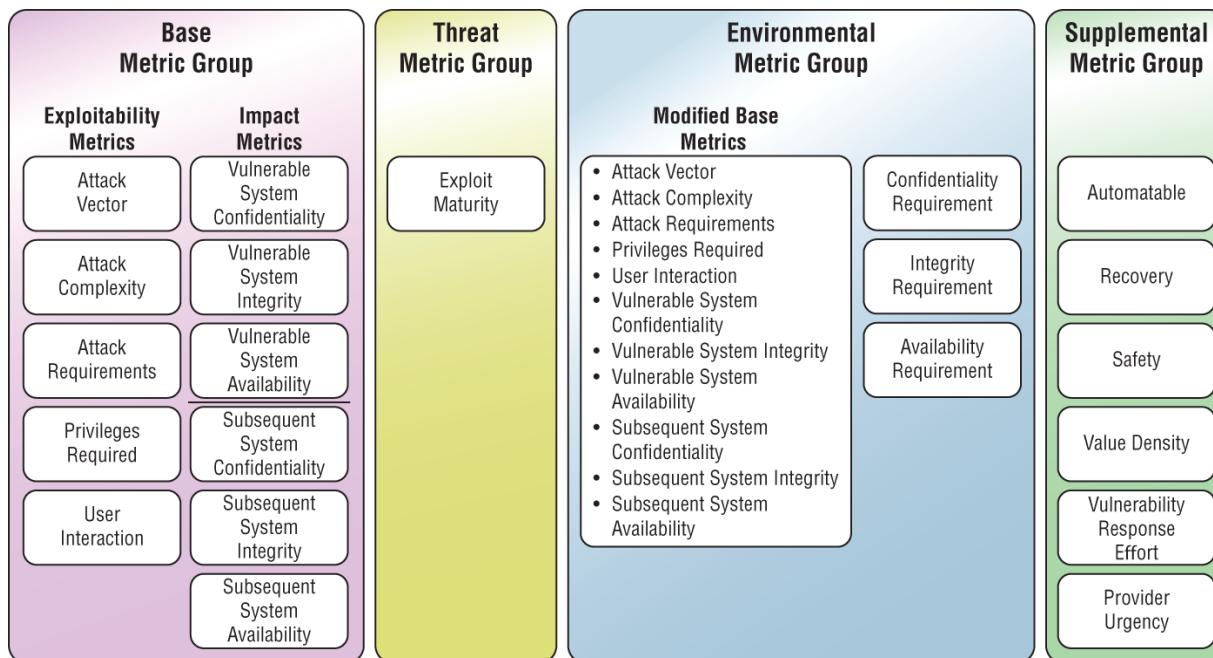 Base
Metric Group
Exploitability
Metrics
Attack
Vector
Attack
Complexity
Attack
Requirements
Privileges
Required
User
Interaction
Impact
Metrics
Vulnerable
System
Confidentiality
Vulnerable
System
Integrity
Vulnerable
System
Availability
Subsequent
System
Confidentiality
Subsequent
System
Integrity
Subsequent
System
Availability
Threat
Metric Group
Exploit
Maturity
Environmental
Metric Group
Modified Base
Metrics
• Attack Vector
• Attack Complexity
• Attack Requirements
• Privileges Required
• User Interaction
• Vulnerable System
Confidentiality
• Vulnerable System Integrity
• Vulnerable System
Availability
• Subsequent System
Confidentiality
• Subsequent System Integrity
• Subsequent System
Availability
Confidentiality
Requirement
Integrity
Requirement
Availability
Requirement
Supplemental
Metric Group
Automatable
Recovery
Safety
Value Density
Vulnerability
Response
Effort
Provider
Urgency